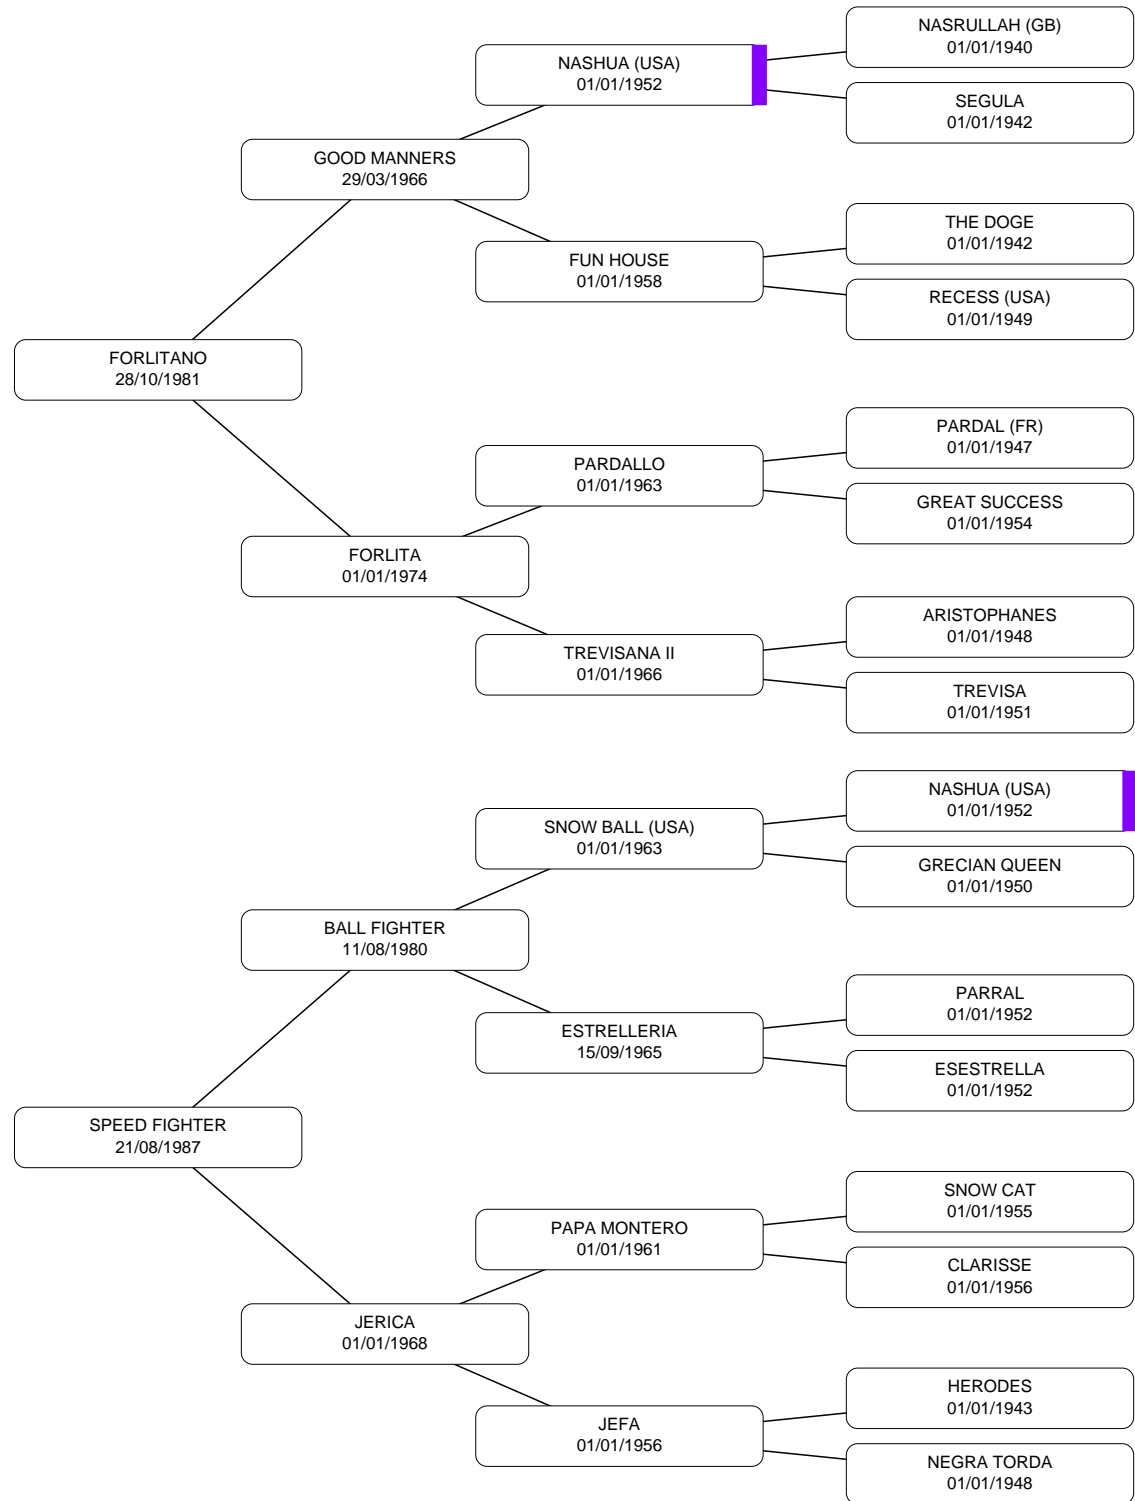 NASRULLAH (GB)
01/01/1940
NASHUA (USA)
01/01/1952
SEGULA
01/01/1942
GOOD MANNERS
29/03/1966
THE DOGE
01/01/1942
FUN HOUSE
01/01/1958
RECESS (USA)
01/01/1949
FORLITANO
28/10/1981
PARDAL (FR)
01/01/1947
PARDALLO
01/01/1963
GREAT SUCCESS
01/01/1954
FORLITA
01/01/1974
ARISTOPHANES
01/01/1948
TREVISANA II
01/01/1966
TREVISA
01/01/1951
NASHUA (USA)
01/01/1952
SNOW BALL (USA)
01/01/1963
GRECIAN QUEEN
01/01/1950
BALL FIGHTER
11/08/1980
PARRAL
01/01/1952
ESTRELLERIA
15/09/1965
ESESTRELLA
01/01/1952
SPEED FIGHTER
21/08/1987
SNOW CAT
01/01/1955
PAPA MONTERO
01/01/1961
CLARISSE
01/01/1956
JERICA
01/01/1968
HERODES
01/01/1943
JEFA
01/01/1956
NEGRA TORDA
01/01/1948